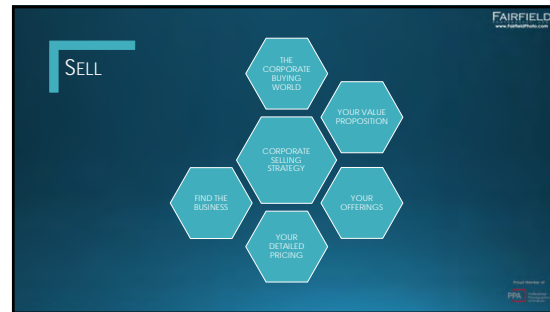 FAIRFIELD
www.FairfieldPhoto.com
SELL
THE
CORPORATE
BUYING
WORLD
YOUR VALUE
PROPOSITION
CORPORATE
SELLING
STRATEGY
FIND THE
BUSINESS
YOUR
OFFERINGS
YOUR
DETAILED
PRICING
Proud Member of
PPA